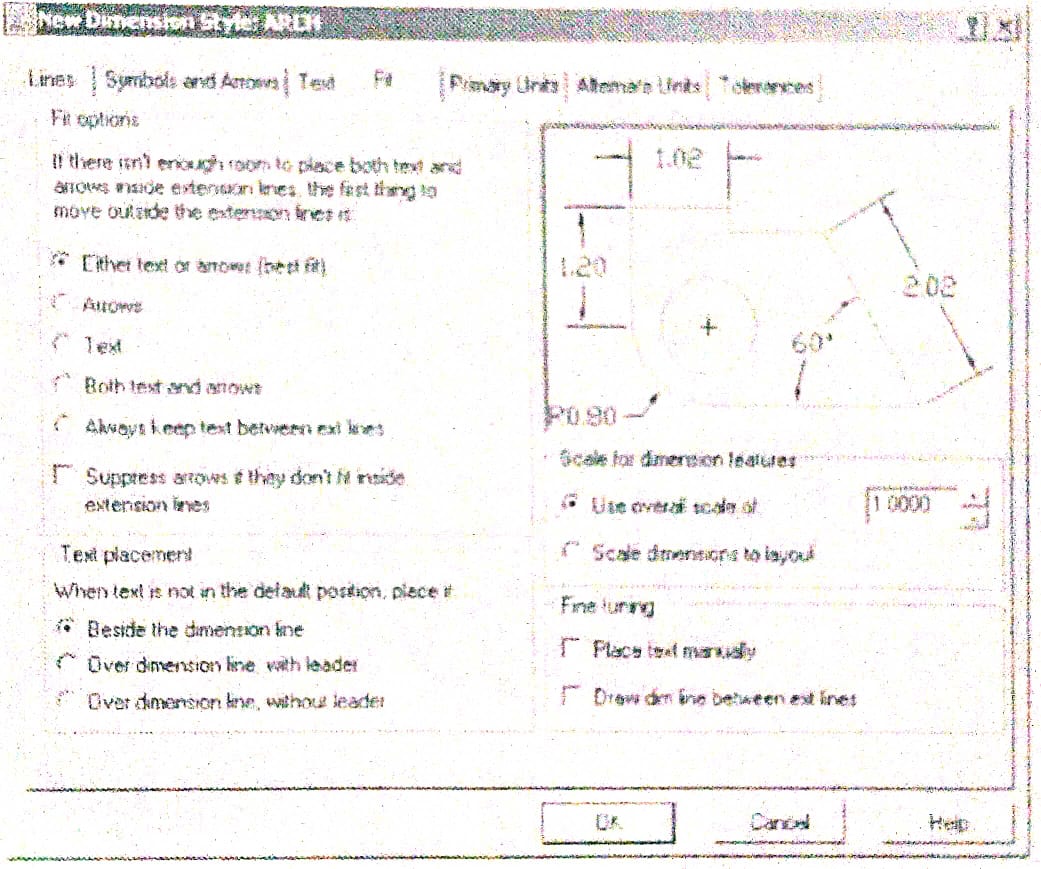 New Dimension Style: ARCH
Lines Symbols and Arrows Text Fit Primary Units Alternate Units Tolerances
Fit options
If there isn't enough room to place both text and
arrows inside extension lines, the first thing to
move outside the extension lines is:
Either text or arrows (best fit)
Arrows
Text
Both text and arrows
Always keep text between ext lines
Suppress arrows if they don't fit inside
extension lines
Text placement
When text is not in the default position, place it
Beside the dimension line
Over dimension line, with leader
Over dimension line, without leader
1.02
1.20
2.02
60°
R0.80
Scale for dimension features
Use overall scale of:
1.0000
Scale dimensions to layout
Fine tuning
Place text manually
Draw dim line between ext lines
OK Cancel Help